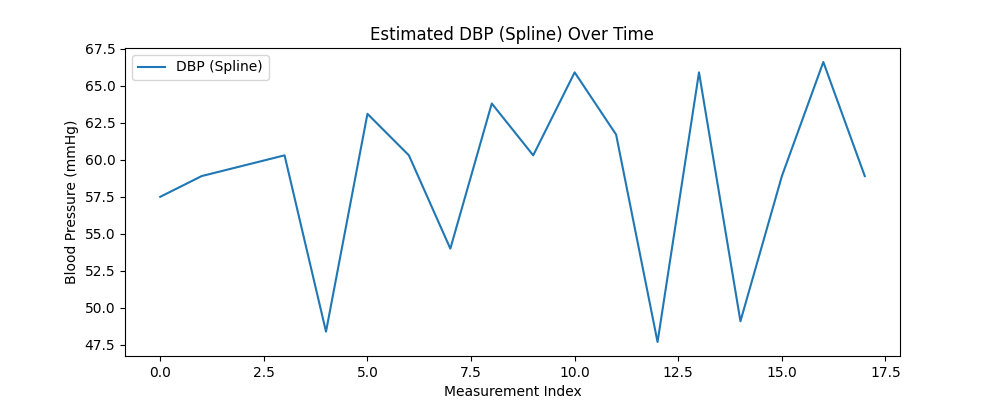 Estimated DBP (Spline) Over Time
DBP (Spline)
Blood Pressure (mmHg)
67.5
65.0
62.5
60.0
57.5
55.0
52.5
50.0
47.5
0.0 2.5 5.0 7.5 10.0 12.5 15.0 17.5
Measurement Index